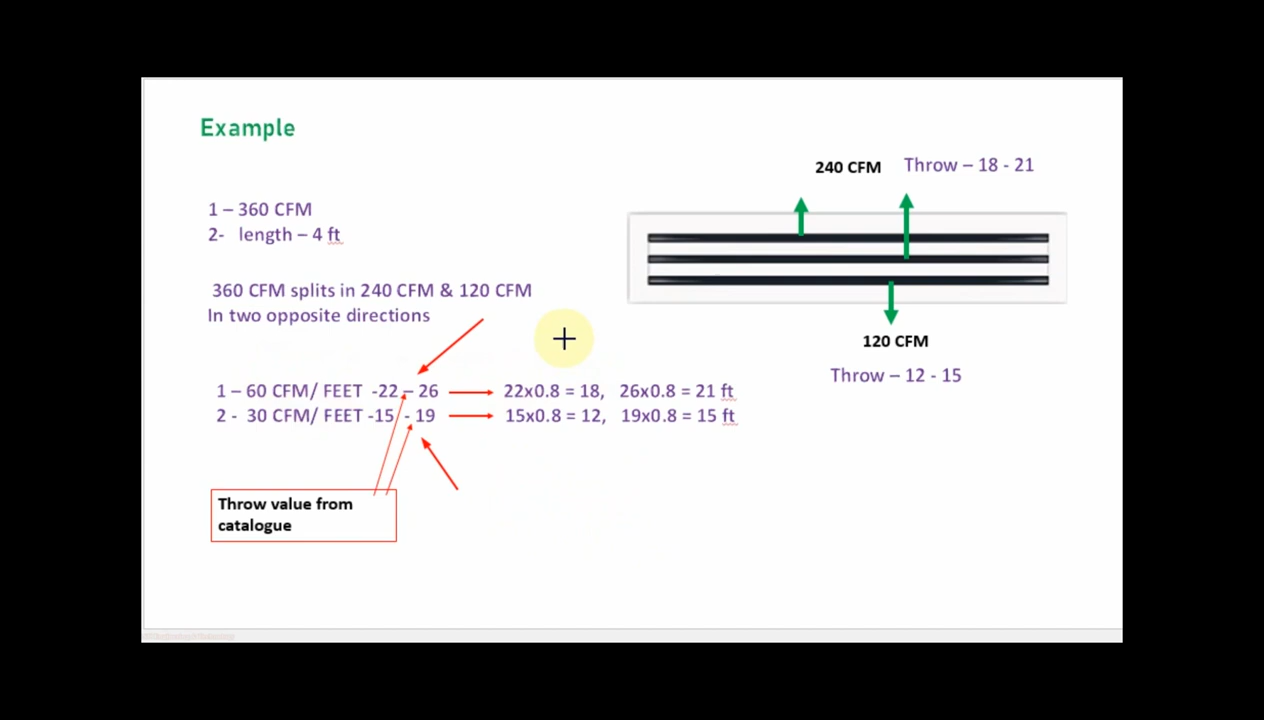 Example
240 CFM Throw – 18 - 21
1 – 360 CFM
2- length – 4 ft
360 CFM splits in 240 CFM & 120 CFM
In two opposite directions
120 CFM
Throw – 12 - 15
1 – 60 CFM/ FEET -22 – 26 22x0.8 = 18, 26x0.8 = 21 ft
2 - 30 CFM/ FEET -15 - 19 15x0.8 = 12, 19x0.8 = 15 ft
Throw value from
catalogue